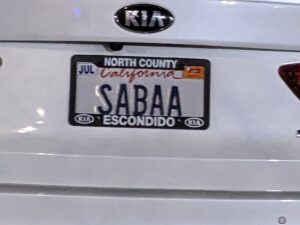 KIA
NORTH COUNTY
JUL California
SABAA
KIA ESCONDIDO KIA